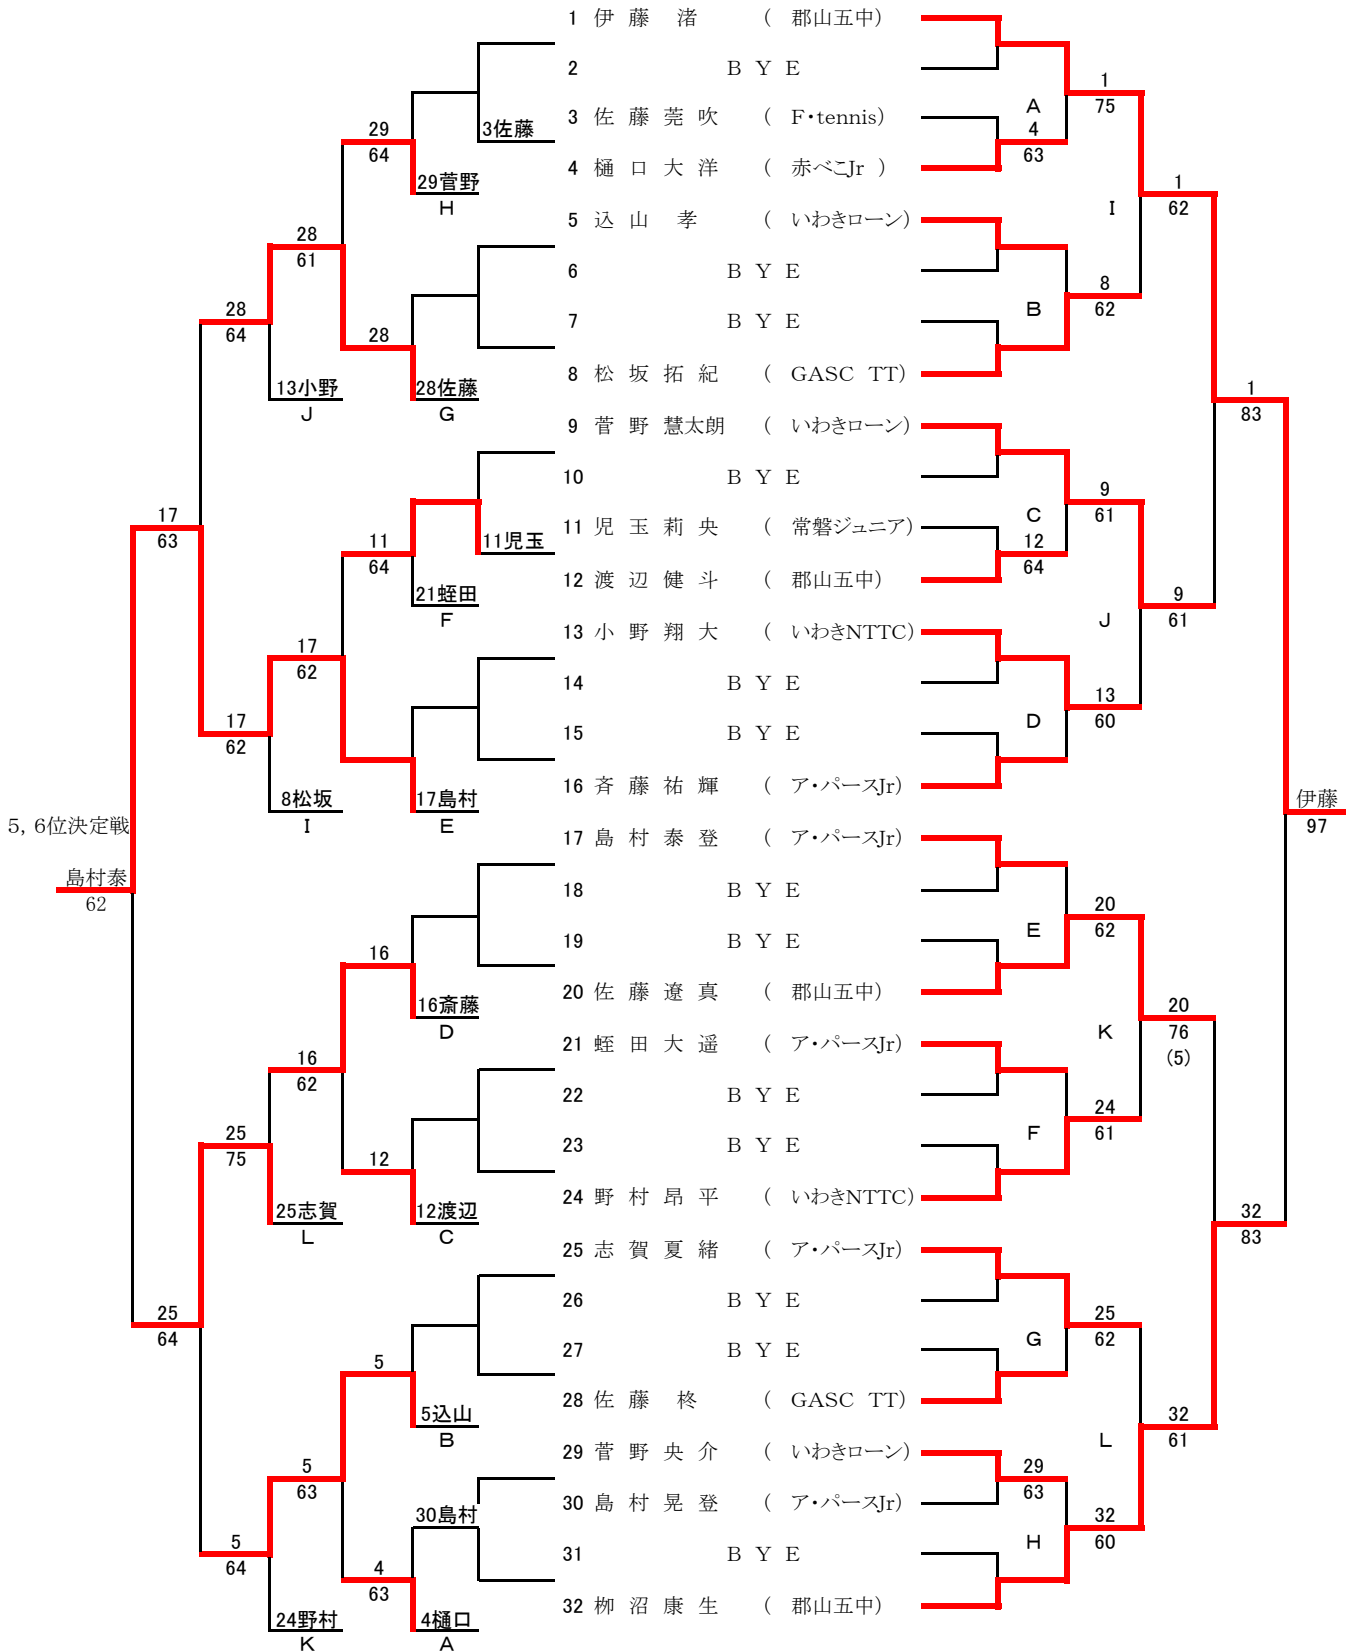 1 伊藤渚 ( 郡山五中)
2 BYE
3 佐藤莞吹 ( F・tennis)
4 樋口大洋 ( 赤べこJr )
5 込山孝 ( いわきローン)
6 BYE
7 BYE
8 松坂拓紀 ( GASC TT)
9 菅野慧太朗 ( いわきローン)
10 BYE
11 児玉莉央 ( 常磐ジュニア)
12 渡辺健斗 ( 郡山五中)
13 小野翔大 ( いわきNTTC)
14 BYE
15 BYE
16 斉藤祐輝 ( ア・パースJr)
17 島村泰登 ( ア・パースJr)
18 BYE
19 BYE
20 佐藤遼真 ( 郡山五中)
21 蛭田大遥 ( ア・パースJr)
22 BYE
23 BYE
24 野村昂平 ( いわきNTTC)
25 志賀夏緒 ( ア・パースJr)
26 BYE
27 BYE
28 佐藤柊 ( GASC TT)
29 菅野央介 ( いわきローン)
30 島村晃登 ( ア・パースJr)
31 BYE
32 栁沼康生 ( 郡山五中)
3佐藤
29
64
29菅野
H
28
61
28
64
28
13小野
J
28佐藤
G
17
63
11
64
11児玉
21蛭田
F
17
62
17
62
8松坂
I
17島村
E
5, 6位決定戦
島村泰
62
16
16斎藤
D
16
62
25
75
12
25志賀
L
12渡辺
C
25
64
5
5込山
B
5
63
30島村
5
64
4
63
24野村
K
4樋口
A
A
4
63
1
75
I
1
62
B
8
62
1
83
C
12
64
9
61
J
9
61
D
13
60
伊藤
97
E
20
62
K
20
76
(5)
F
24
61
32
83
G
25
62
L
32
61
29
63
H
32
60